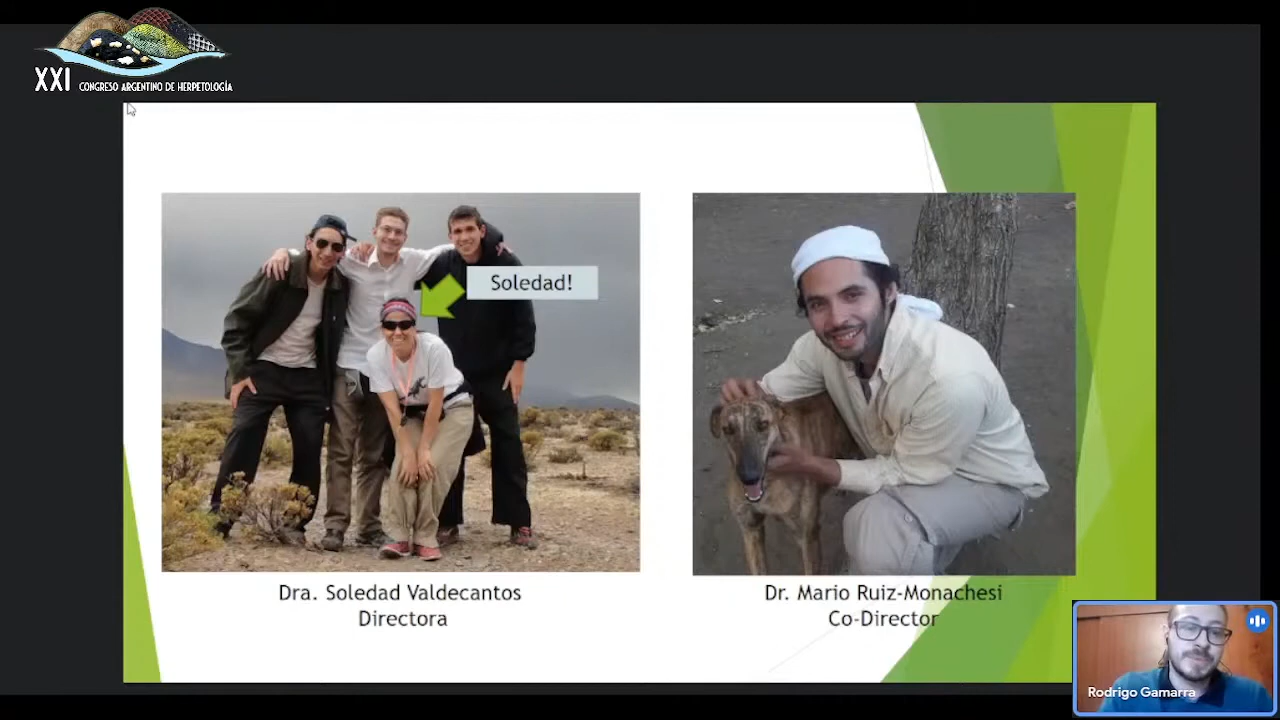 XXI CONGRESO ARGENTINO DE HERPETOLOGÍA
Soledad!
Dra. Soledad Valdecantos
Directora
Dr. Mario Ruiz-Monachesi
Co-Director
Rodrigo Gamarra